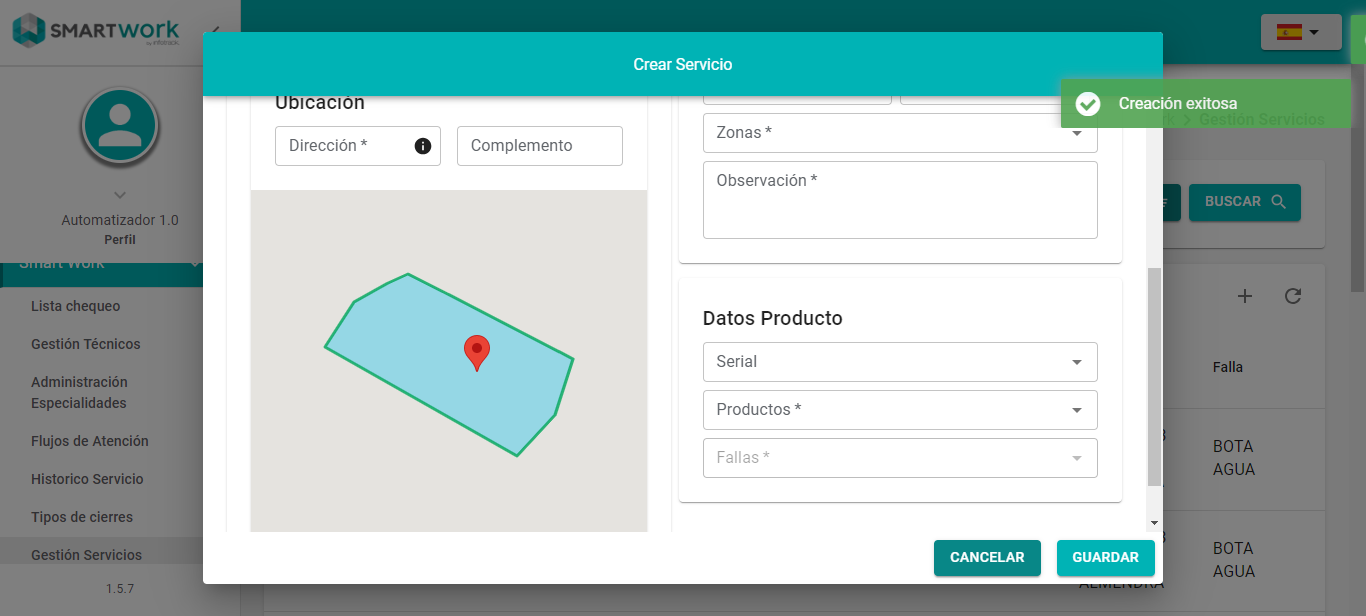 SMARTWORK
by infotrack
Crear Servicio
Creación exitosa
Gestión Servicios
Automatizador 1.0
Perfil
Smart Work
Lista chequeo
Gestión Técnicos
Administración
Especialidades
Flujos de Atención
Historico Servicio
Tipos de cierres
Gestión Servicios
1.5.7
Ubicación
Dirección *
Complemento
Zonas *
Observación *
Datos Producto
Serial
Productos *
Fallas *
CANCELAR
GUARDAR
BUSCAR
Falla
BOTA
AGUA
BOTA
AGUA
ALMENDRA